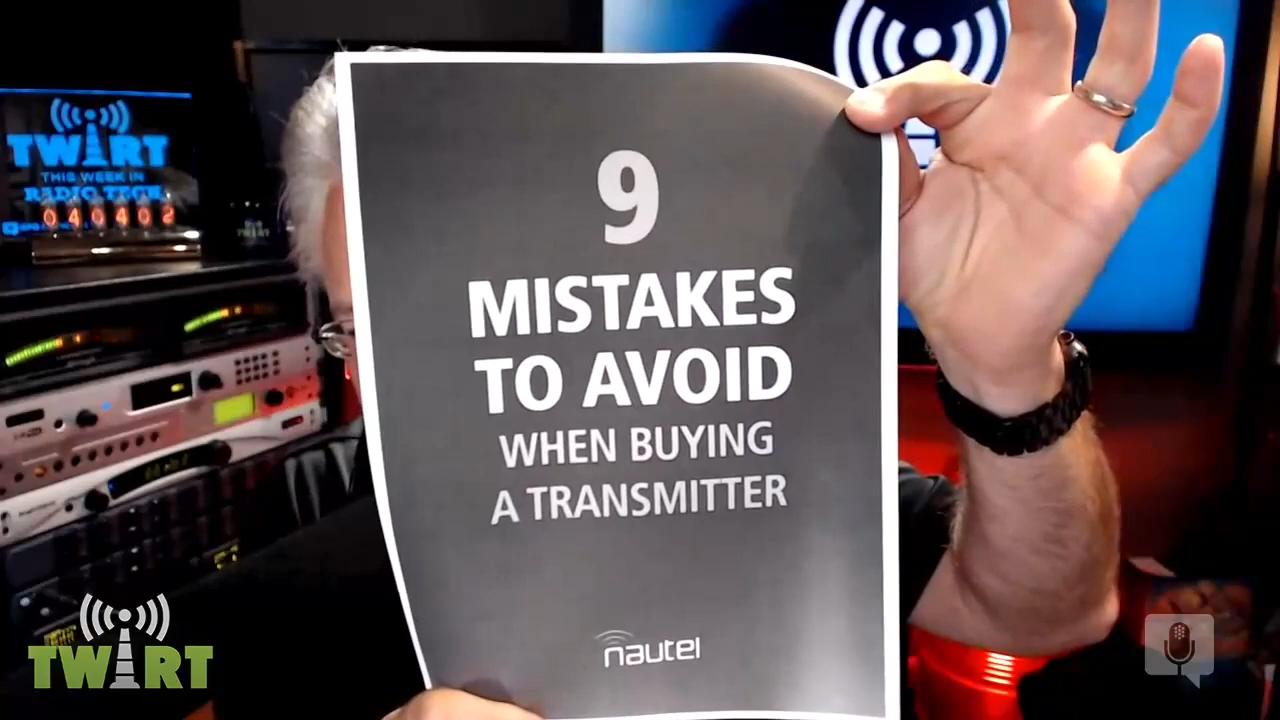 TWiRT
THIS WEEK IN
RADIO TECH
040402
9
MISTAKES
TO AVOID
WHEN BUYING
A TRANSMITTER
nautel
TWiRT